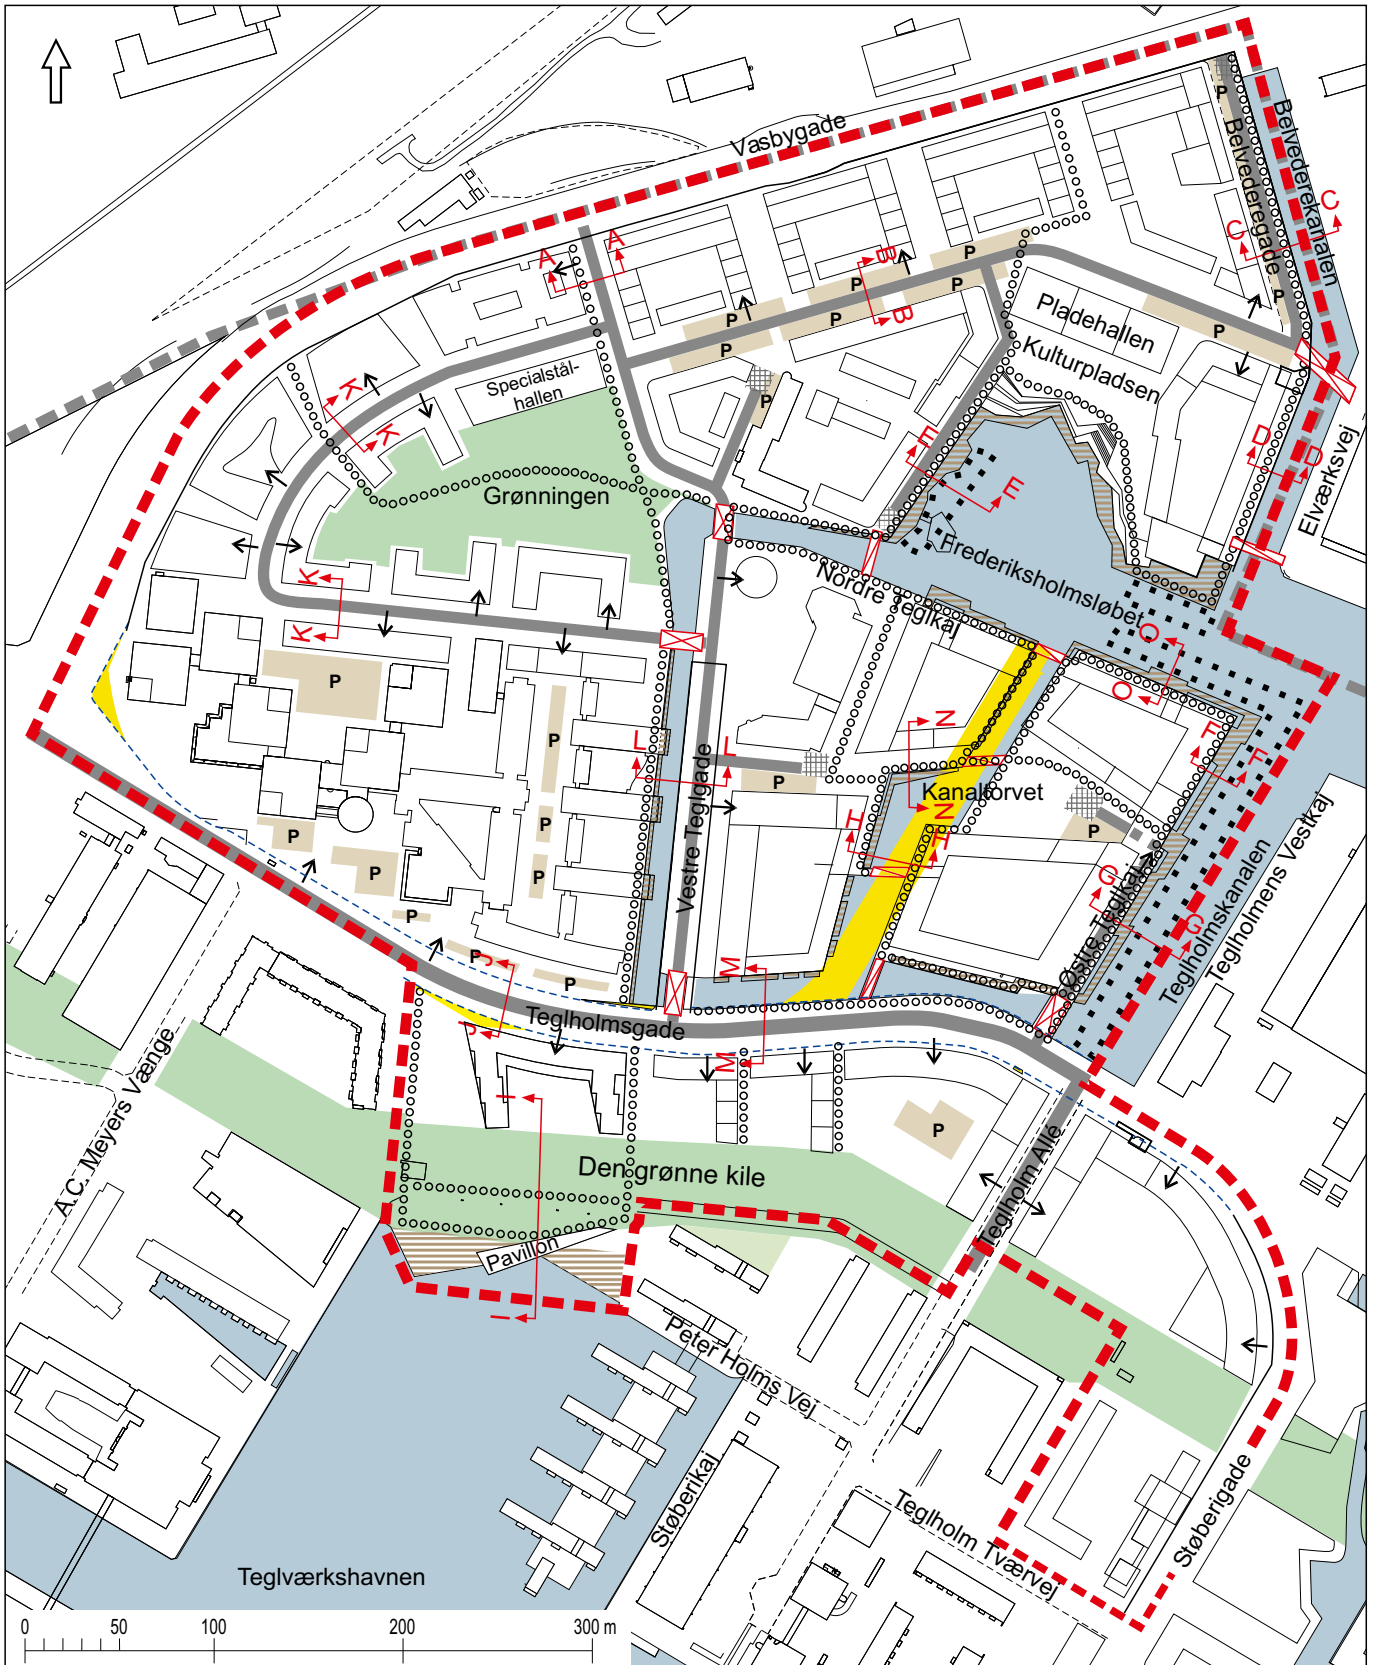 Vasbygade
Belvederekanalen
Belvederegade
P
C
C
A
A
B
B
P
P
P
P
P
P
P
P
P
Pladehallen
Kulturpladsen
Specialstål-
hallen
K
K
P
E
E
D
D
Elværksvej
Grønningen
Frederiksholmsløbet
Nordre Teglkaj
K
K
O
O
P
N
N
F
F
L
L
P
P
Vestre Teglgade
Kanaltorvet
P
H
H
P
P
P
P
P
G
G
Østre Teglkaj
Teglholmskanalen
Teglholmens Vestkaj
P
P
J
J
M
M
Teglholmsgade
A.C. Meyers Vænge
I
I
P
Den grønne kile
Teglholm Alle
Pavillon
Peter Holms Vej
Støberikaj
Teglholm Tværvej
Støberigade
Teglværkshavnen
0 50 100 200 300 m